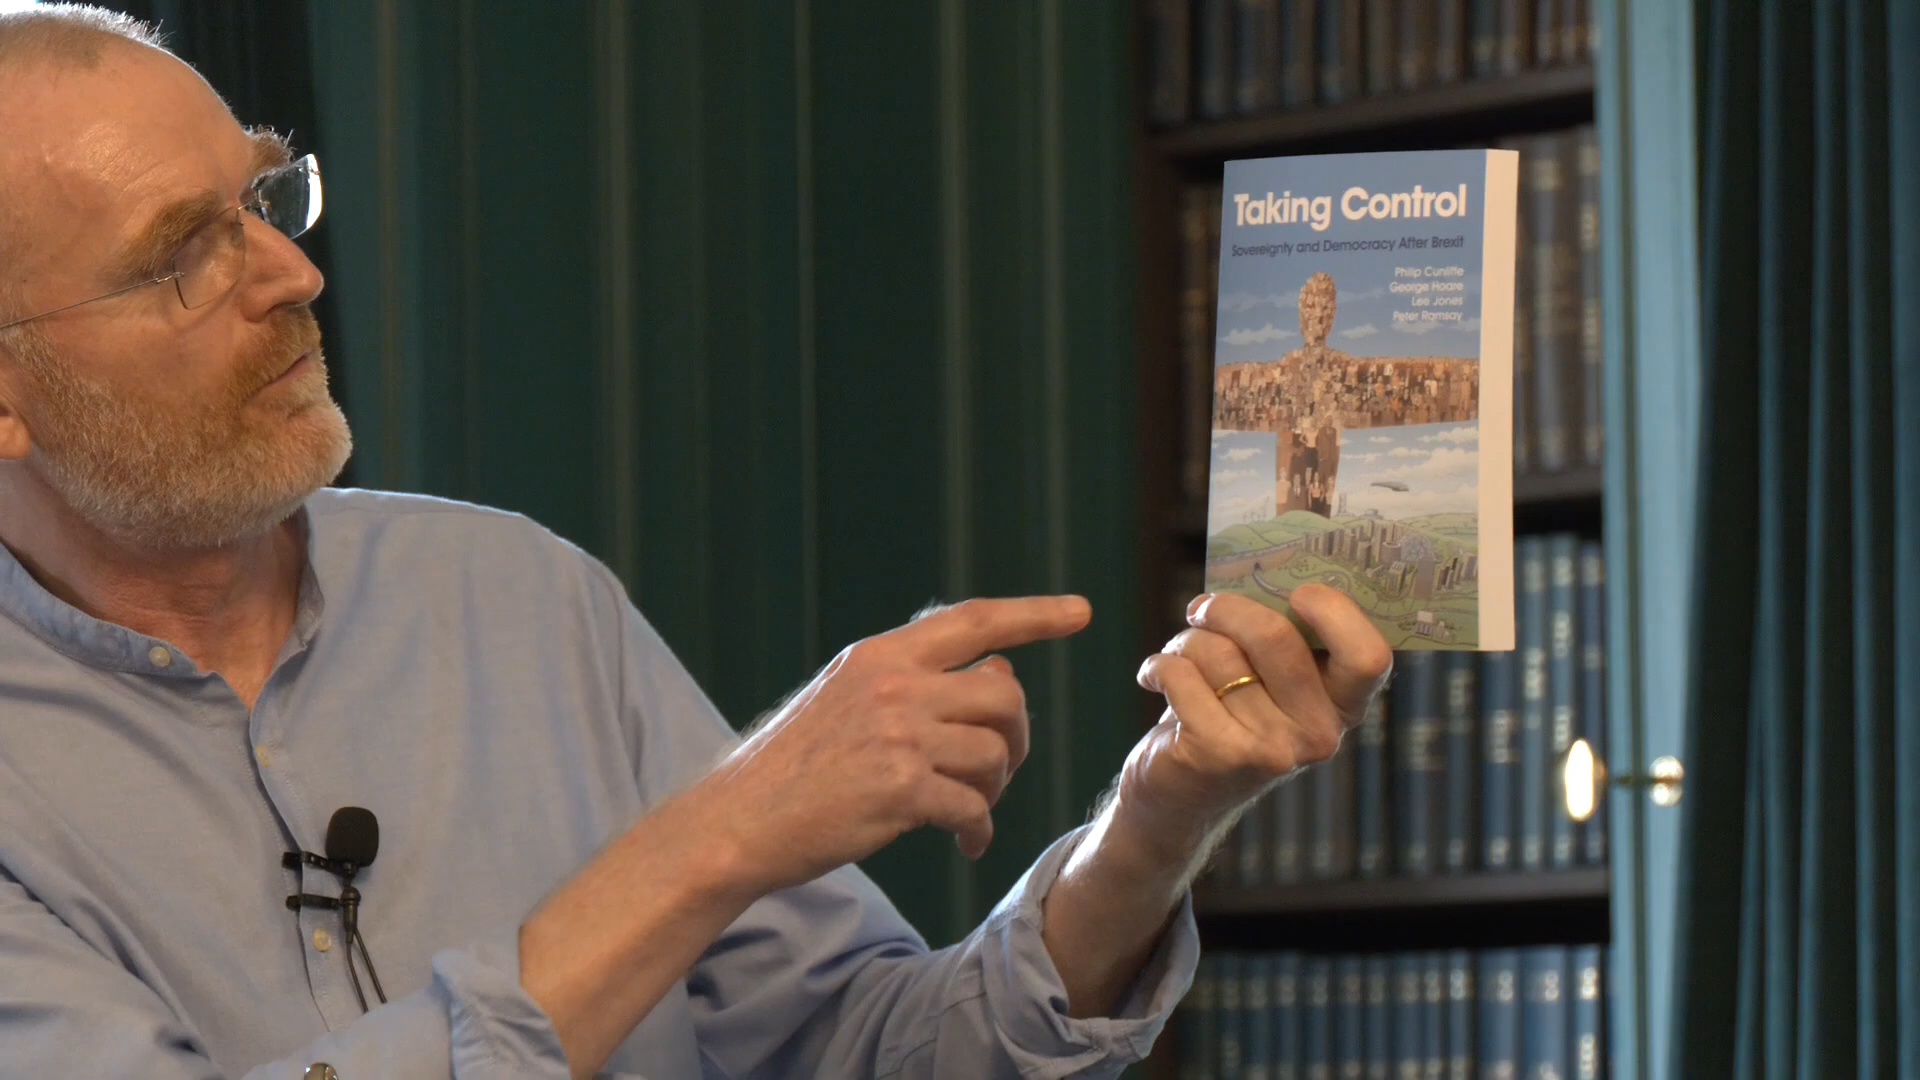 Taking Control
Sovereignty and Democracy After Brexit
Philip Cunliffe
George Hoare
Lee Jones
Peter Ramsay